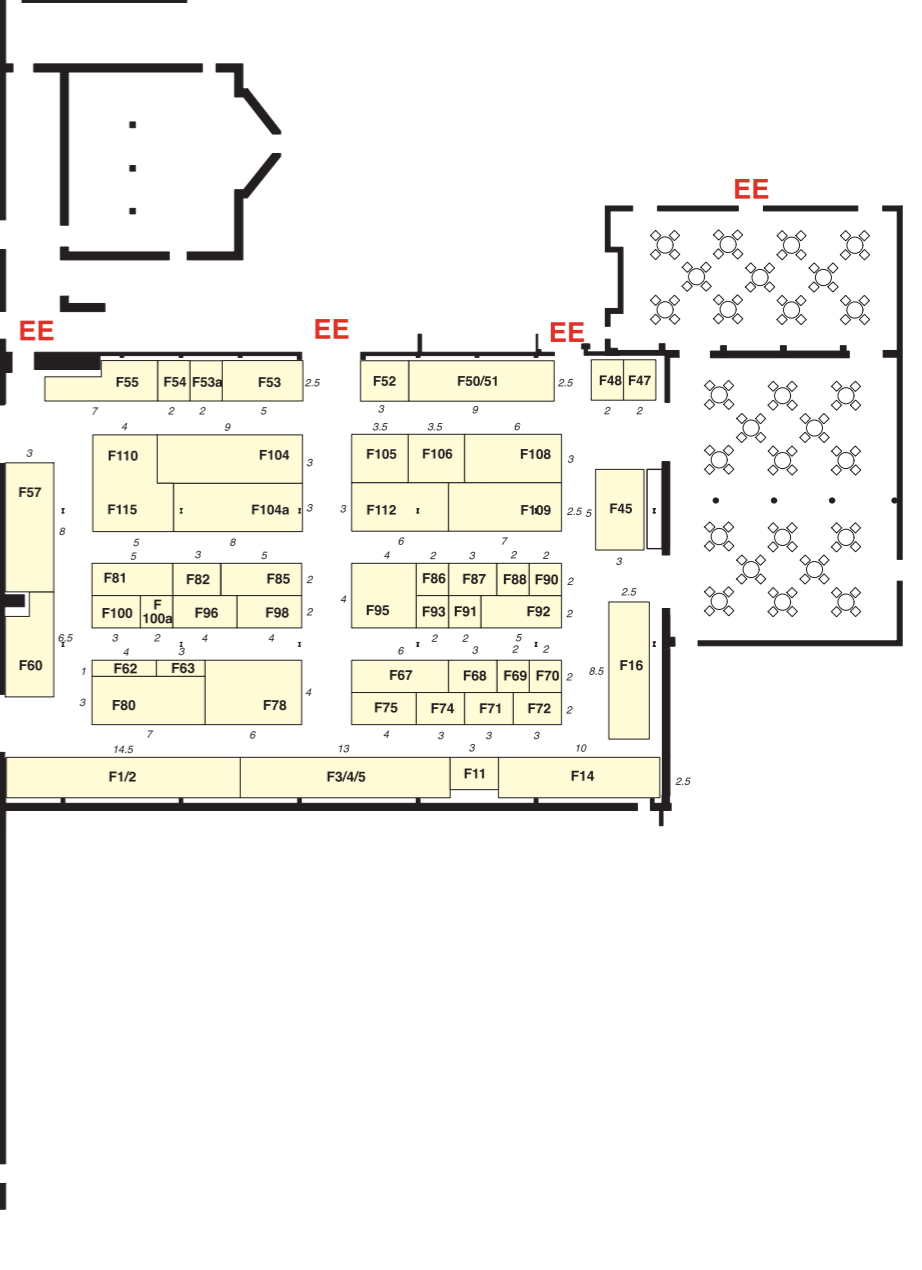 EE
EE
EE
EE
F55 F54 F53a F53 2.5 F52 F50/51 2.5 F48 F47
7 2 2 5 3 9 2 2
4 9 3.5 3.5 6
3 F110 F104 3 F105 F106 F108 3
F57 F115 F104a 3 3 F112 F109 2.5 5 F45
8 5 8 6 7
5 3 5 4 2 3 2 2 3
F81 F82 F85 2 F86 F87 F88 F90 2
2.5
F100 F 100a F96 F98 2 4 F95 F93 F91 F92 2
6.5 3 2 4 4 2 2 5
4 3 6 3 2 2
F60 1 F62 F63 F67 F68 F69 F70 2 8.5 F16
3 F80 F78 4 F75 F74 F71 F72 2
7 6 4 3 3 3
14.5 13 3 10
F1/2 F3/4/5 F11 F14 2.5